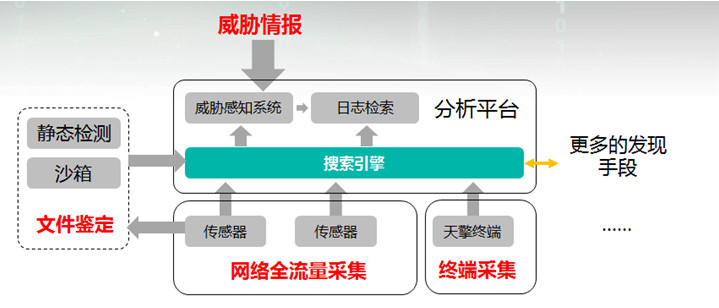 威胁情报
威胁感知系统
日志检索
分析平台
静态检测
沙箱
文件鉴定
搜索引擎
更多的发现
手段
传感器
传感器
天擎终端
......
网络全流量采集
终端采集